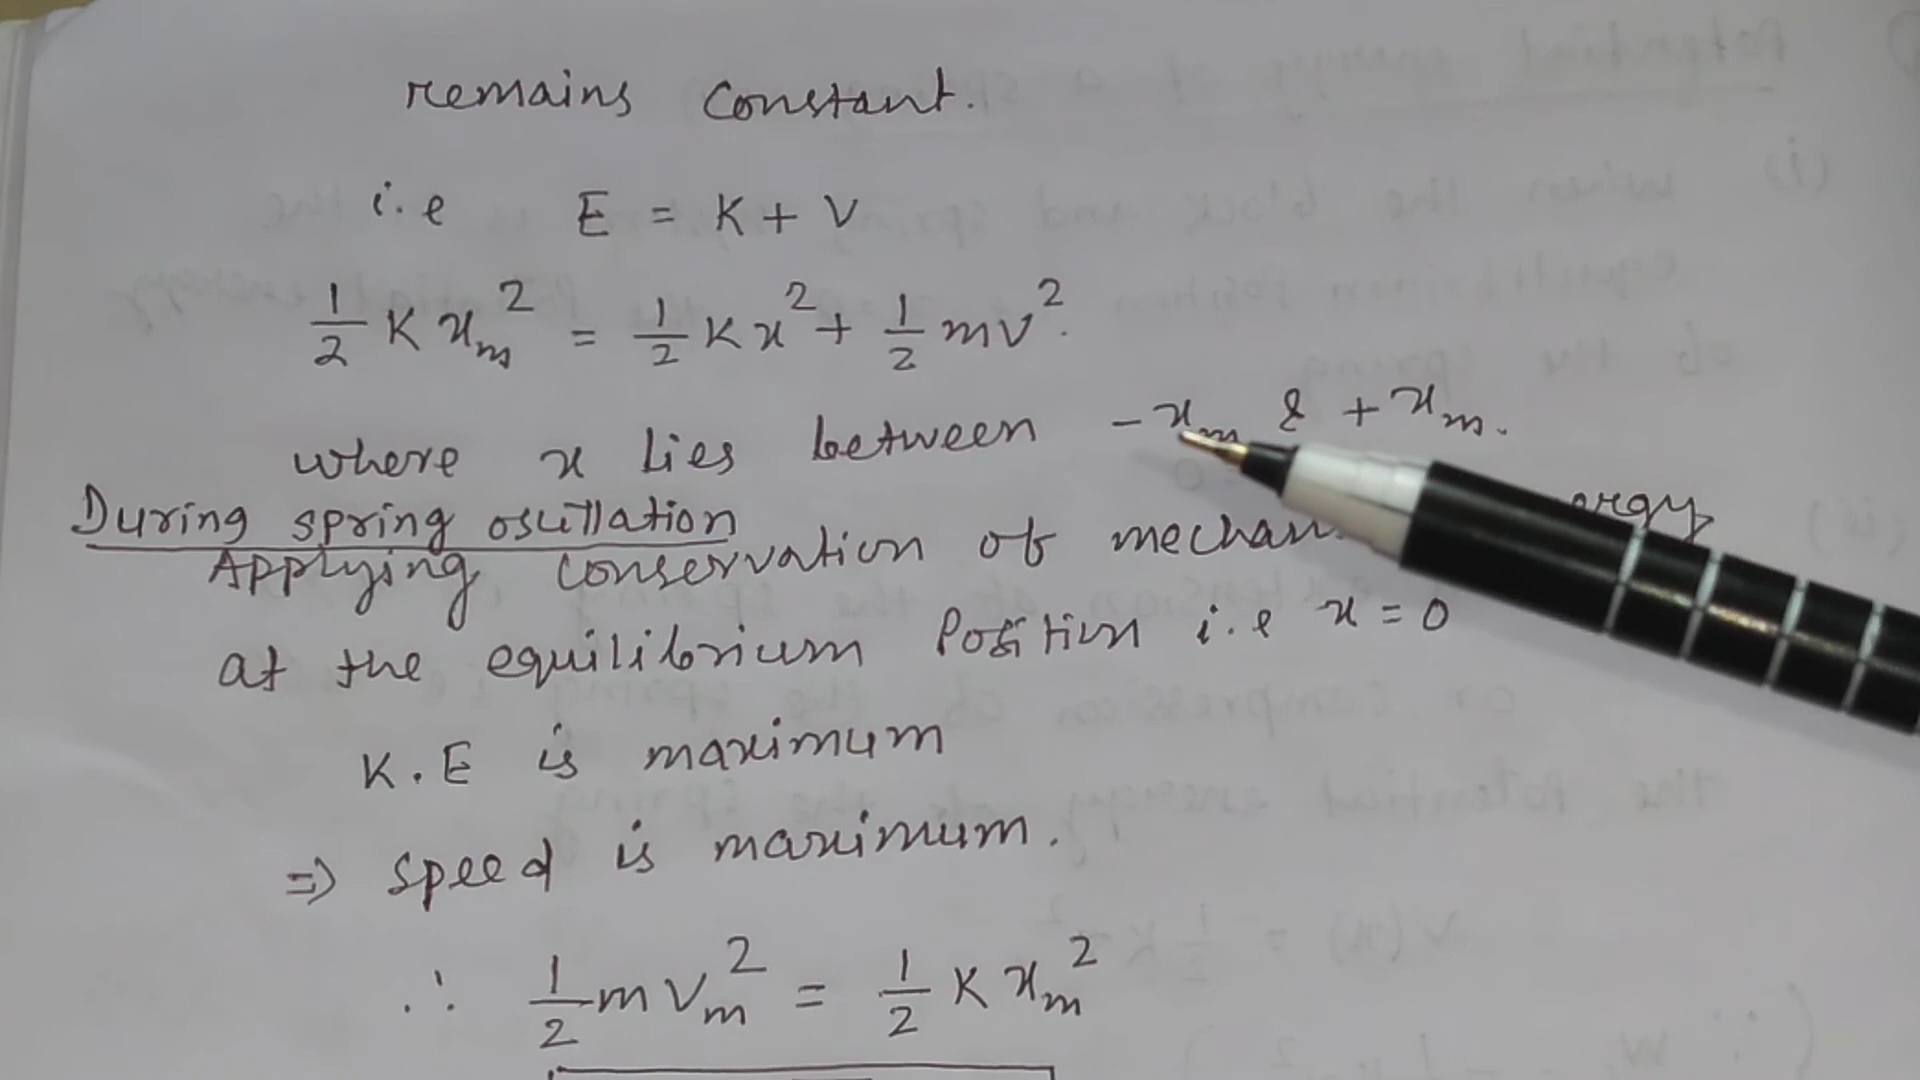 remains constant.
i.e E = K + V
1/2 K x_m^2 = 1/2 K x^2 + 1/2 m v^2.
where x lies between - x_m & + x_m.
During spring oscillation
Applying conservation of mechan ergy
at the equilibrium position i.e x = 0
K.E is maximum
⇒ speed is maximum.
∴ 1/2 m v_m^2 = 1/2 K x_m^2